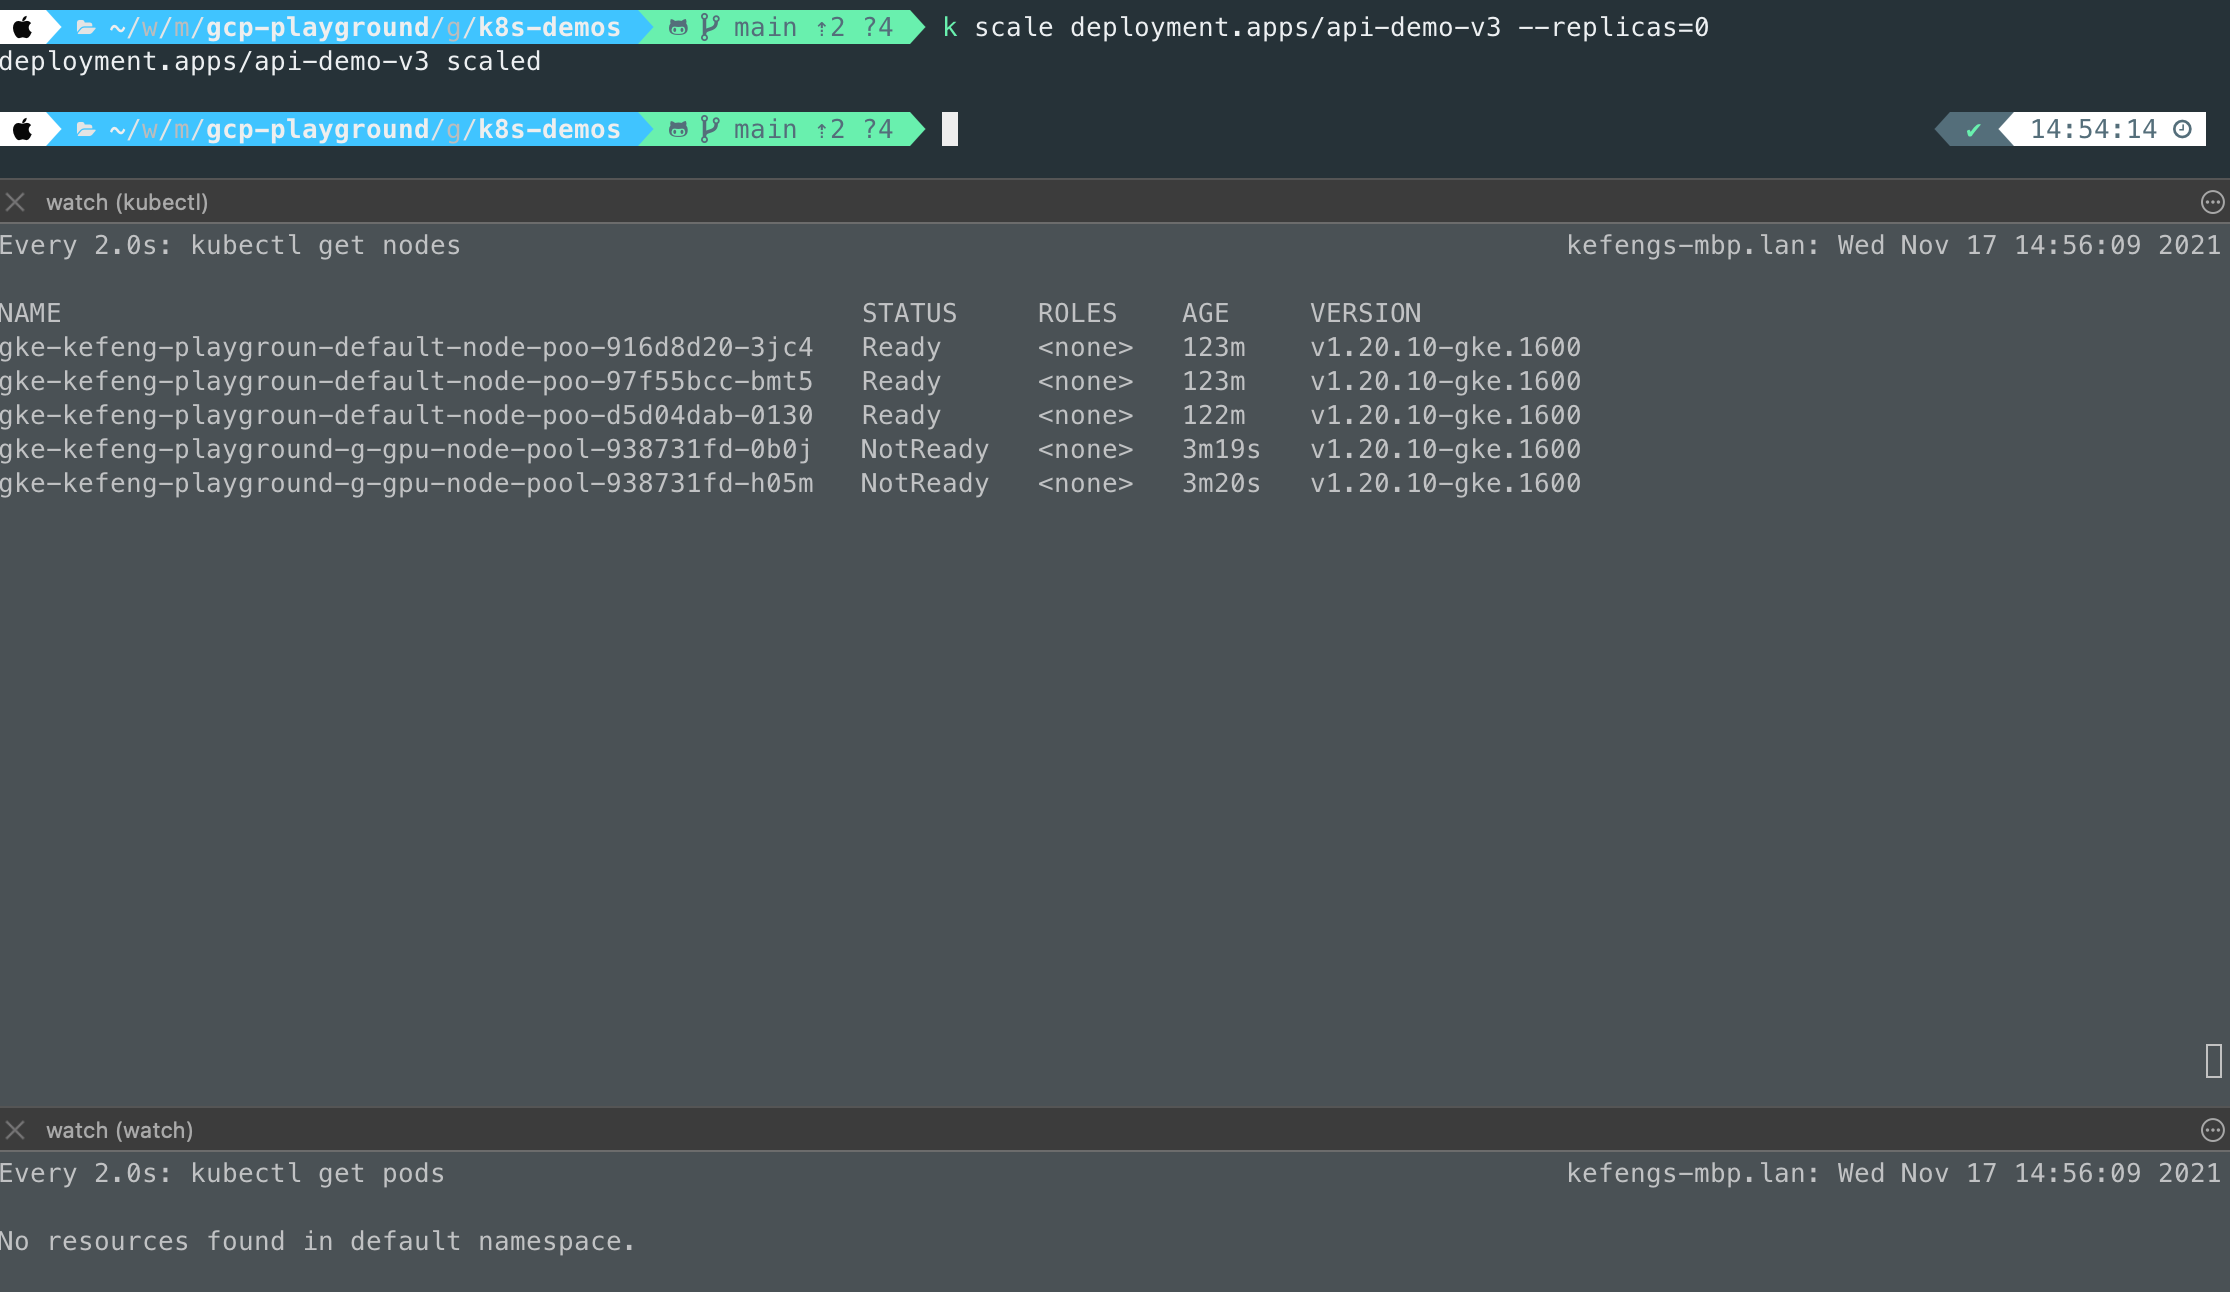 ~/w/m/gcp-playground/g/k8s-demos main ⇡2 ?4 k scale deployment.apps/api-demo-v3 --replicas=0
deployment.apps/api-demo-v3 scaled
~/w/m/gcp-playground/g/k8s-demos main ⇡2 ?4 ✔ 14:54:14
watch (kubectl)
Every 2.0s: kubectl get nodes kefengs-mbp.lan: Wed Nov 17 14:56:09 2021
NAME STATUS ROLES AGE VERSION
gke-kefeng-playgroun-default-node-poo-916d8d20-3jc4 Ready <none> 123m v1.20.10-gke.1600
gke-kefeng-playgroun-default-node-poo-97f55bcc-bmt5 Ready <none> 123m v1.20.10-gke.1600
gke-kefeng-playgroun-default-node-poo-d5d04dab-0130 Ready <none> 122m v1.20.10-gke.1600
gke-kefeng-playground-g-gpu-node-pool-938731fd-0b0j NotReady <none> 3m19s v1.20.10-gke.1600
gke-kefeng-playground-g-gpu-node-pool-938731fd-h05m NotReady <none> 3m20s v1.20.10-gke.1600
watch (watch)
Every 2.0s: kubectl get pods kefengs-mbp.lan: Wed Nov 17 14:56:09 2021
No resources found in default namespace.